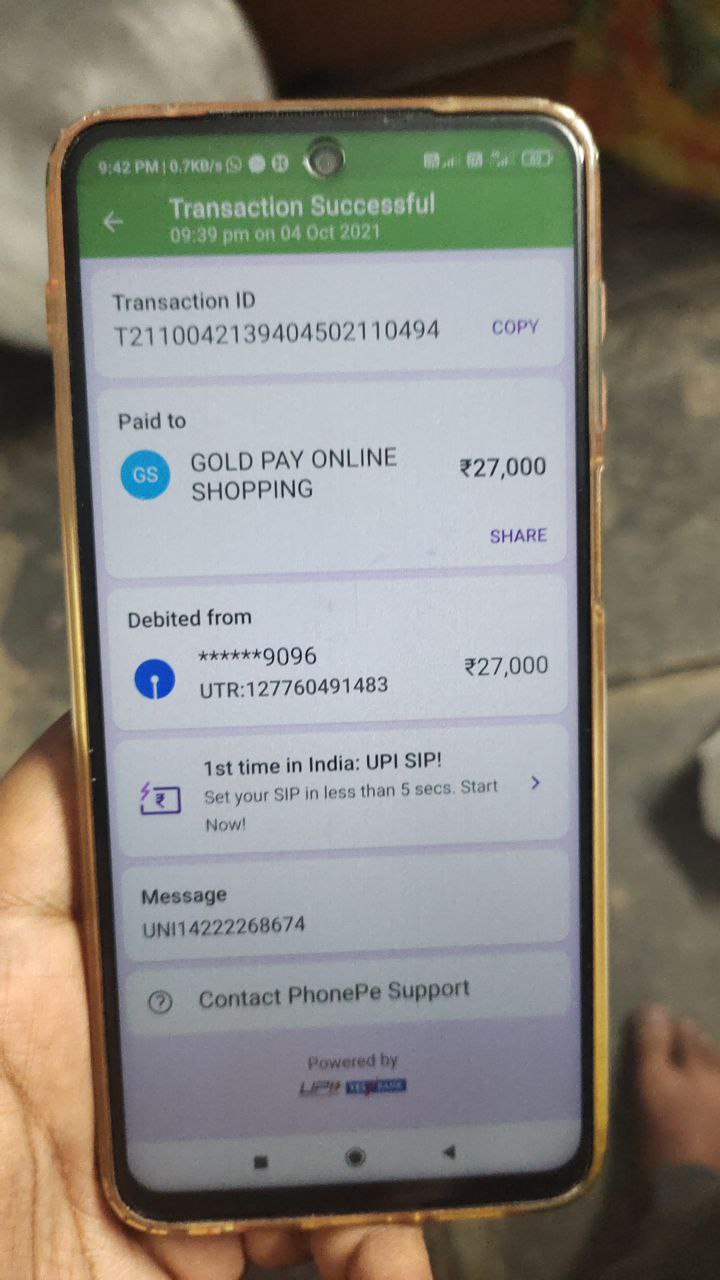 9:42 PM | 0.7KB/s
Transaction Successful
09:39 pm on 04 Oct 2021
Transaction ID
T2110042139404502110494
COPY
Paid to
GS
GOLD PAY ONLINE
SHOPPING
₹27,000
SHARE
Debited from
******9096
₹27,000
UTR:127760491483
1st time in India: UPI SIP!
Set your SIP in less than 5 secs. Start
Now!
Message
UNI14222268674
Contact PhonePe Support
Powered by
UPI YES BANK